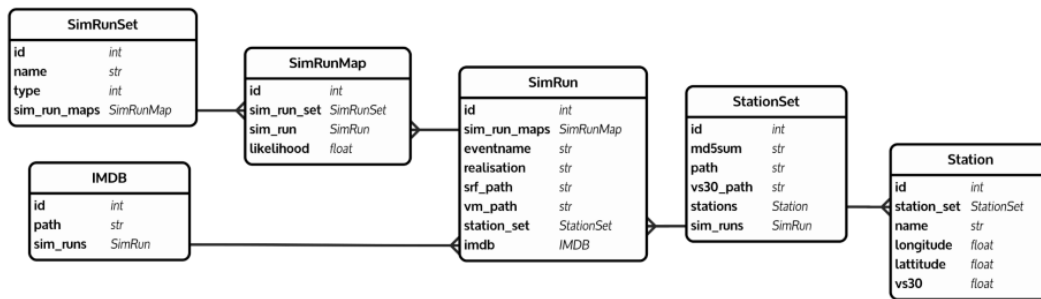 SimRunSet
id int
name str
type int
sim_run_maps SimRunMap
SimRunMap
id int
sim_run_set SimRunSet
sim_run SimRun
likelihood float
SimRun
id int
sim_run_maps SimRunMap
eventname str
realisation str
srf_path str
vm_path str
station_set StationSet
imdb IMDB
StationSet
id int
md5sum str
path str
vs30_path str
stations Station
sim_runs SimRun
Station
id int
station_set StationSet
name str
longitude float
lattitude float
vs30 float
IMDB
id int
path str
sim_runs SimRun